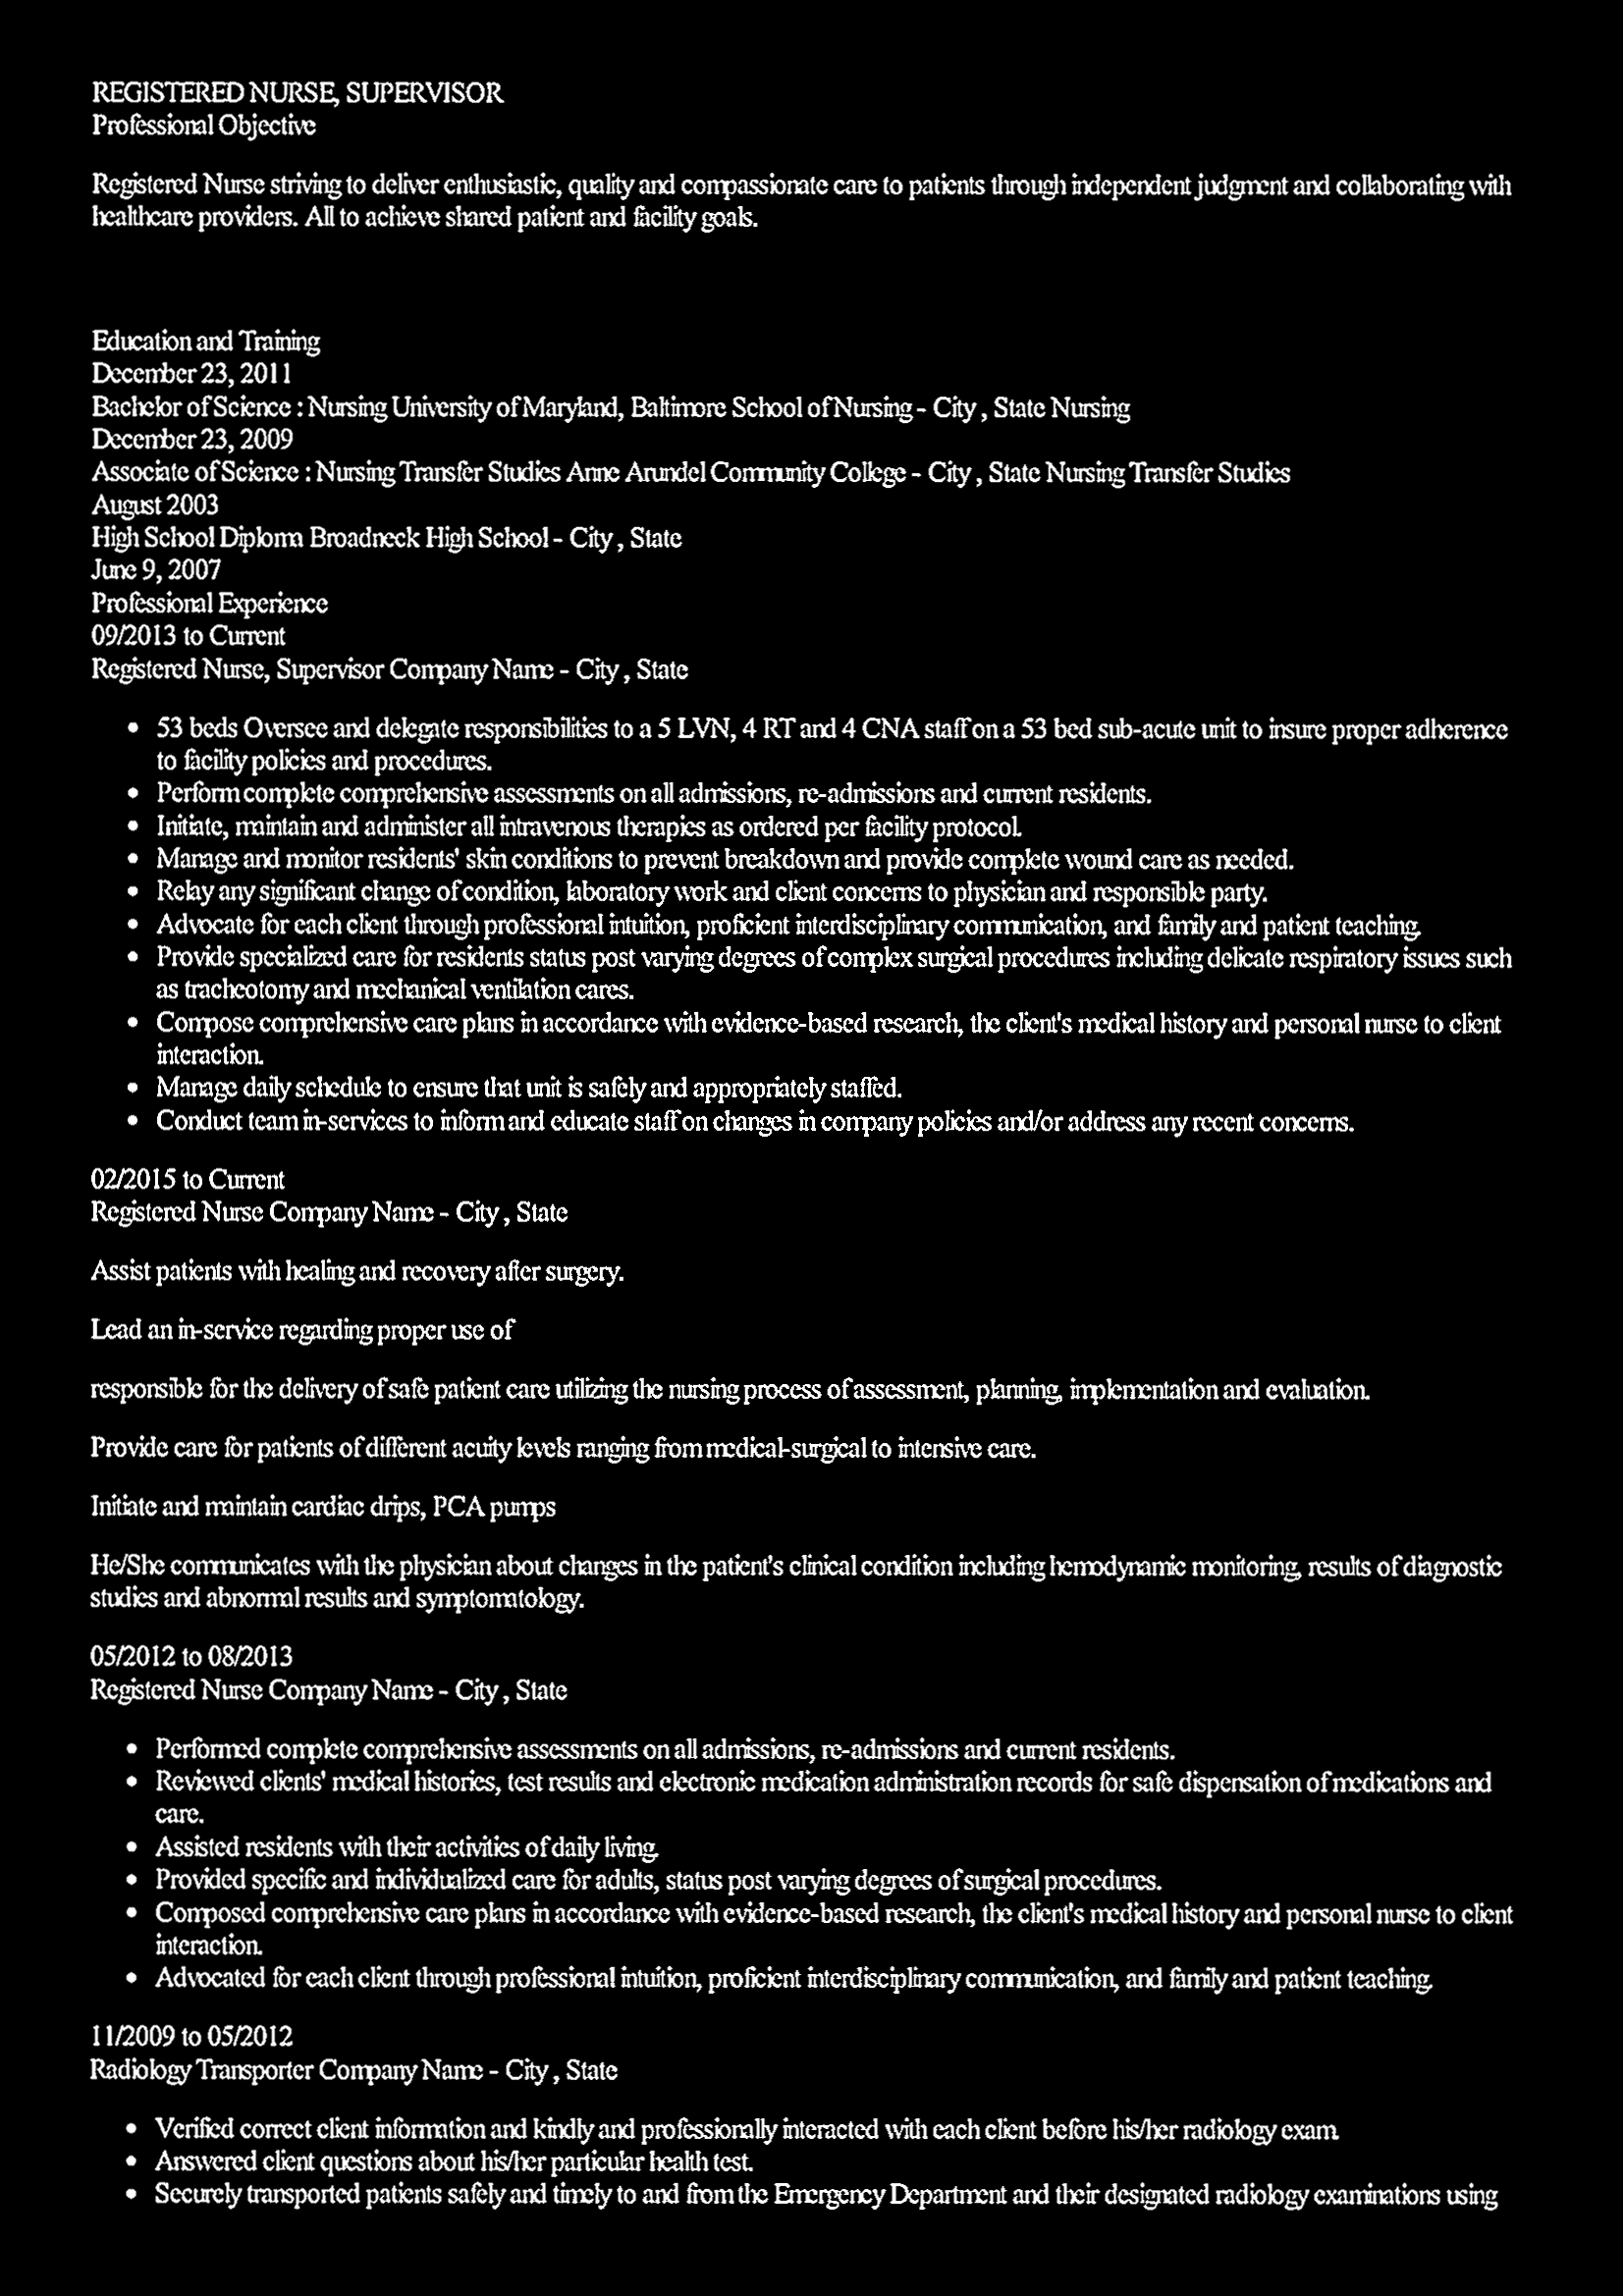 REGISTERED NURSE, SUPERVISOR
Professional Objective
Registered Nurse striving to deliver enthusiastic, quality and compassionate care to patients through independent judgment and collaborating with
healthcare providers. All to achieve shared patient and facility goals.
Education and Training
December 23, 2011
Bachelor of Science : Nursing University of Maryland, Baltimore School of Nursing - City , State Nursing
December 23, 2009
Associate of Science : Nursing Transfer Studies Anne Arundel Community College - City , State Nursing Transfer Studies
August 2003
High School Diploma Broadneck High School - City , State
June 9, 2007
Professional Experience
09/2013 to Current
Registered Nurse, Supervisor Company Name - City , State
• 53 beds Oversee and delegate responsibilities to a 5 LVN, 4 RT and 4 CNA staff on a 53 bed sub-acute unit to insure proper adherence
to facility policies and procedures.
• Perform complete comprehensive assessments on all admissions, re-admissions and current residents.
• Initiate, maintain and administer all intravenous therapies as ordered per facility protocol.
• Manage and monitor residents' skin conditions to prevent breakdown and provide complete wound care as needed.
• Relay any significant change of condition, laboratory work and client concerns to physician and responsible party.
• Advocate for each client through professional intuition, proficient interdisciplinary communication, and family and patient teaching.
• Provide specialized care for residents status post varying degrees of complex surgical procedures including delicate respiratory issues such
as tracheotomy and mechanical ventilation cares.
• Compose comprehensive care plans in accordance with evidence-based research, the client's medical history and personal nurse to client
interaction.
• Manage daily schedule to ensure that unit is safely and appropriately staffed.
• Conduct team in-services to inform and educate staff on changes in company policies and/or address any recent concerns.
02/2015 to Current
Registered Nurse Company Name - City , State
Assist patients with healing and recovery after surgery.
Lead an in-service regarding proper use of
responsible for the delivery of safe patient care utilizing the nursing process of assessment, planning, implementation and evaluation.
Provide care for patients of different acuity levels ranging from medical-surgical to intensive care.
Initiate and maintain cardiac drips, PCA pumps
He/She communicates with the physician about changes in the patient's clinical condition including hemodynamic monitoring, results of diagnostic
studies and abnormal results and symptomatology.
05/2012 to 08/2013
Registered Nurse Company Name - City , State
• Performed complete comprehensive assessments on all admissions, re-admissions and current residents.
• Reviewed clients' medical histories, test results and electronic medication administration records for safe dispensation of medications and
care.
• Assisted residents with their activities of daily living.
• Provided specific and individualized care for adults, status post varying degrees of surgical procedures.
• Composed comprehensive care plans in accordance with evidence-based research, the client's medical history and personal nurse to client
interaction.
• Advocated for each client through professional intuition, proficient interdisciplinary communication, and family and patient teaching.
11/2009 to 05/2012
Radiology Transporter Company Name - City , State
• Verified correct client information and kindly and professionally interacted with each client before his/her radiology exam.
• Answered client questions about his/her particular health test.
• Securely transported patients safely and timely to and from the Emergency Department and their designated radiology examinations using